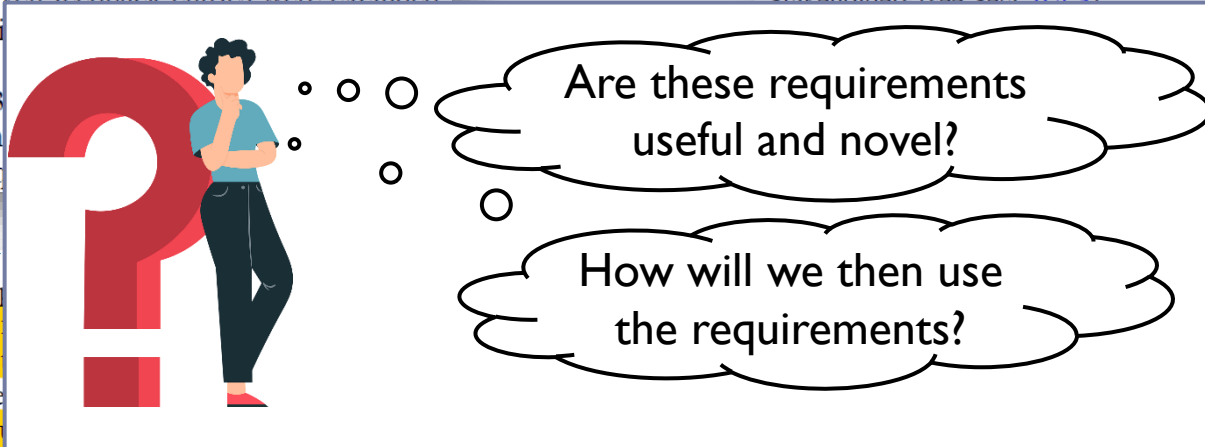 Are these requirements
useful and novel?
How will we then use
the requirements?